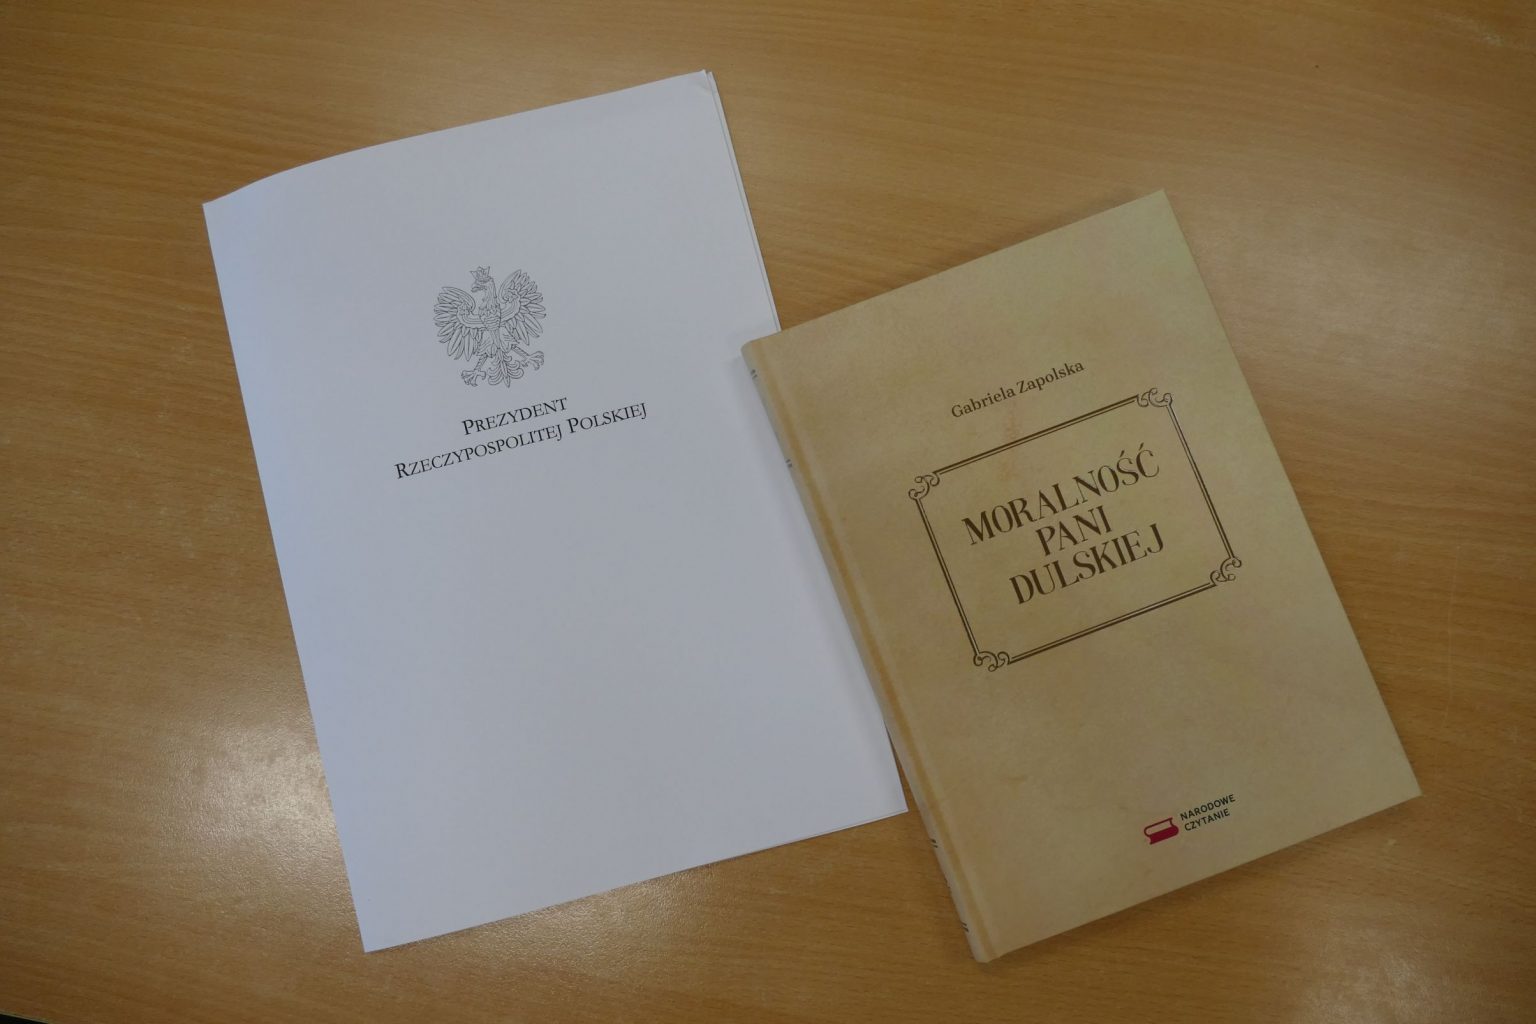 PREZYDENT
RZECZYPOSPOLITEJ POLSKIEJ
Gabriela Zapolska
MORALNOŚĆ
PANI
DULSKIEJ
NARODOWE
CZYTANIE